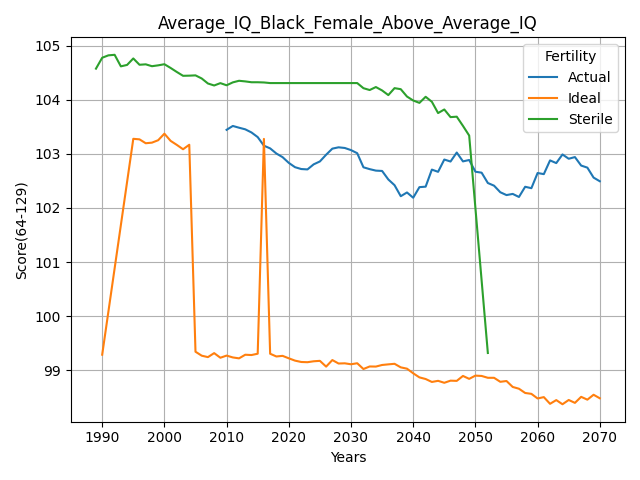 Average_IQ_Black_Female_Above_Average_IQ
Score(64-129)
105
104
103
102
101
100
99
Fertility
Actual
Ideal
Sterile
1990 2000 2010 2020 2030 2040 2050 2060 2070
Years